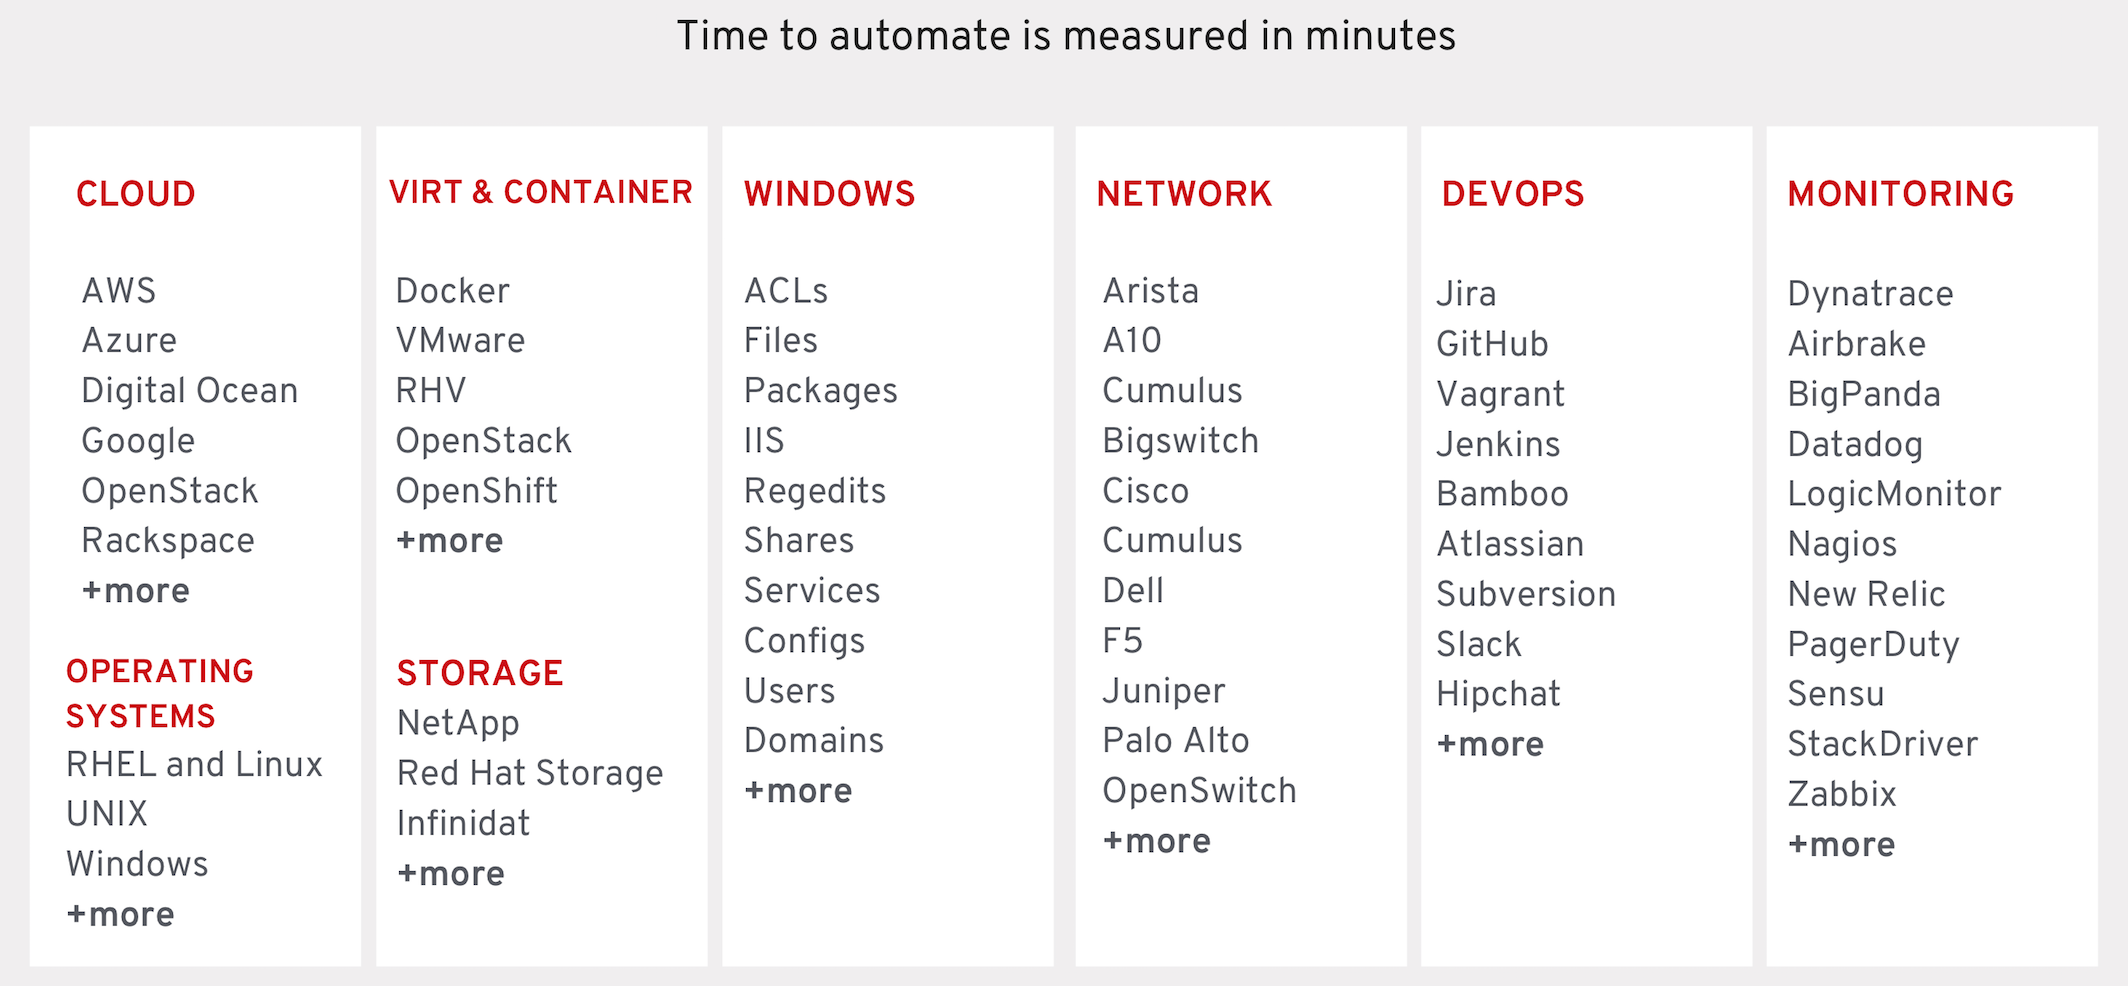 Time to automate is measured in minutes
CLOUD
AWS
Azure
Digital Ocean
Google
OpenStack
Rackspace
+more
OPERATING
SYSTEMS
RHEL and Linux
UNIX
Windows
+more
VIRT & CONTAINER
Docker
VMware
RHV
OpenStack
OpenShift
+more
STORAGE
NetApp
Red Hat Storage
Infinidat
+more
WINDOWS
ACLs
Files
Packages
IIS
Regedits
Shares
Services
Configs
Users
Domains
+more
NETWORK
Arista
A10
Cumulus
Bigswitch
Cisco
Cumulus
Dell
F5
Juniper
Palo Alto
OpenSwitch
+more
DEVOPS
Jira
GitHub
Vagrant
Jenkins
Bamboo
Atlassian
Subversion
Slack
Hipchat
+more
MONITORING
Dynatrace
Airbrake
BigPanda
Datadog
LogicMonitor
Nagios
New Relic
PagerDuty
Sensu
StackDriver
Zabbix
+more